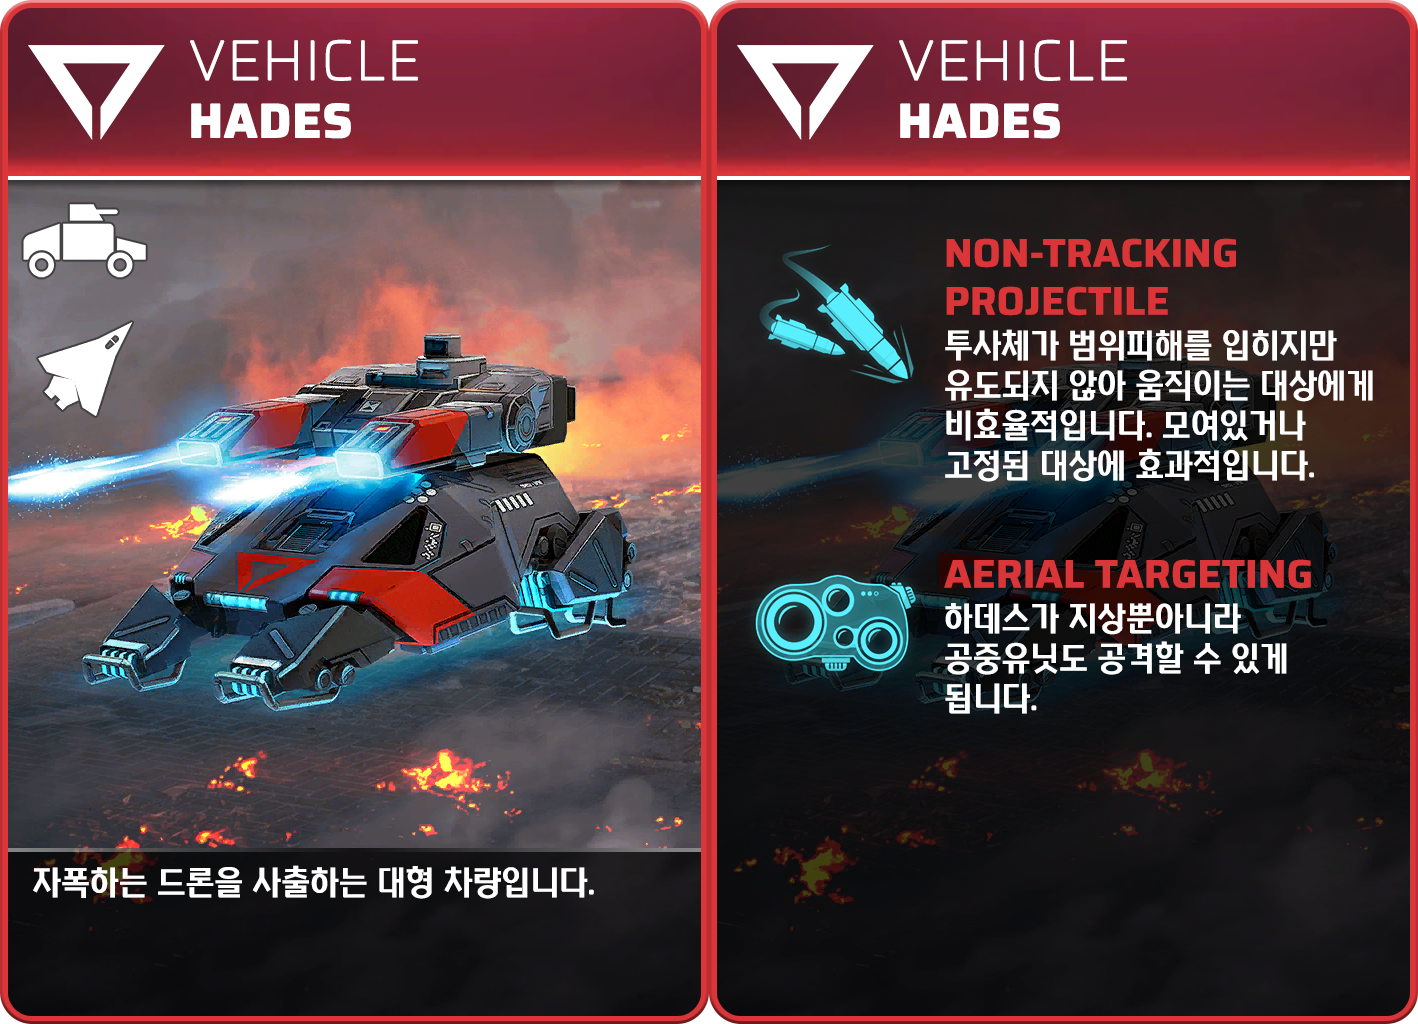 VEHICLE
HADES
자폭하는 드론을 사출하는 대형 차량입니다.
VEHICLE
HADES
NON-TRACKING
PROJECTILE
투사체가 범위피해를 입히지만
유도되지 않아 움직이는 대상에게
비효율적입니다. 모여있거나
고정된 대상에 효과적입니다.
AERIAL TARGETING
하데스가 지상뿐아니라
공중유닛도 공격할 수 있게
됩니다.